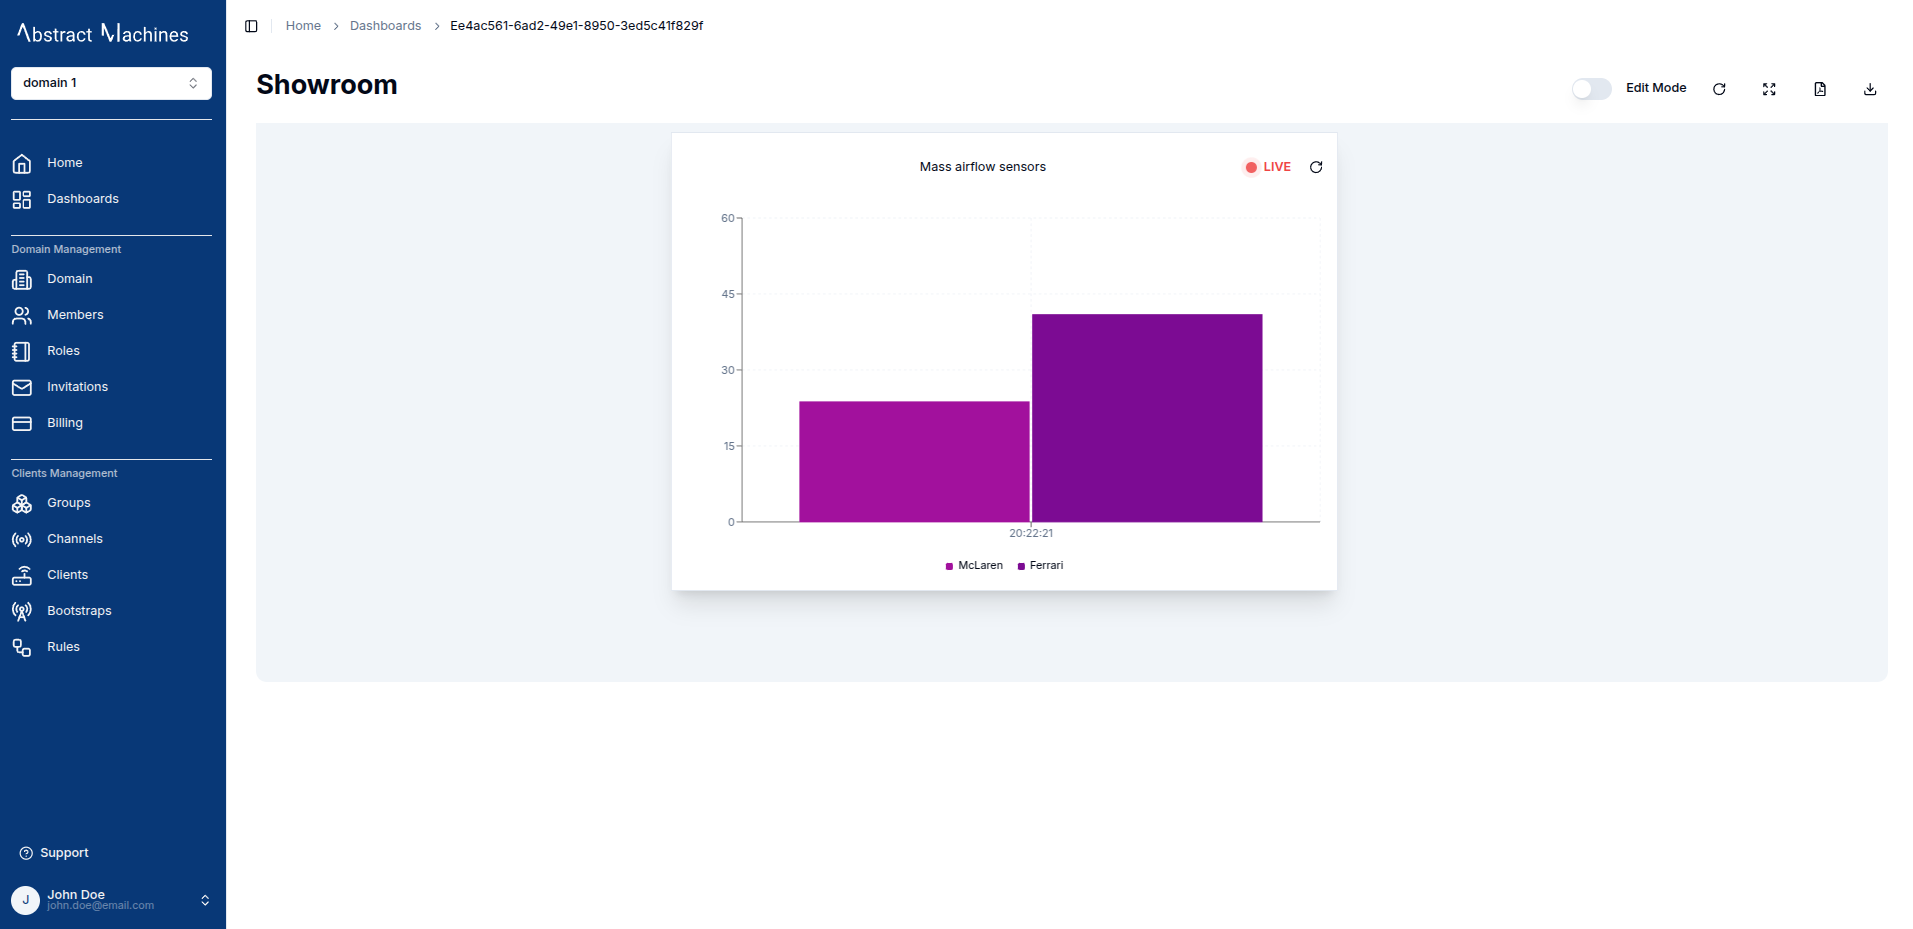 Abstract Machines
Home
Dashboards
Ee4ac561-6ad2-49e1-8950-3ed5c41f829f
domain 1
Showroom
Edit Mode
Home
Dashboards
Domain Management
Domain
Members
Roles
Invitations
Billing
Clients Management
Groups
Channels
Clients
Bootstraps
Rules
Support
J
John Doe
john.doe@email.com
Mass airflow sensors
LIVE
60
45
30
15
0
20:22:21
McLaren Ferrari